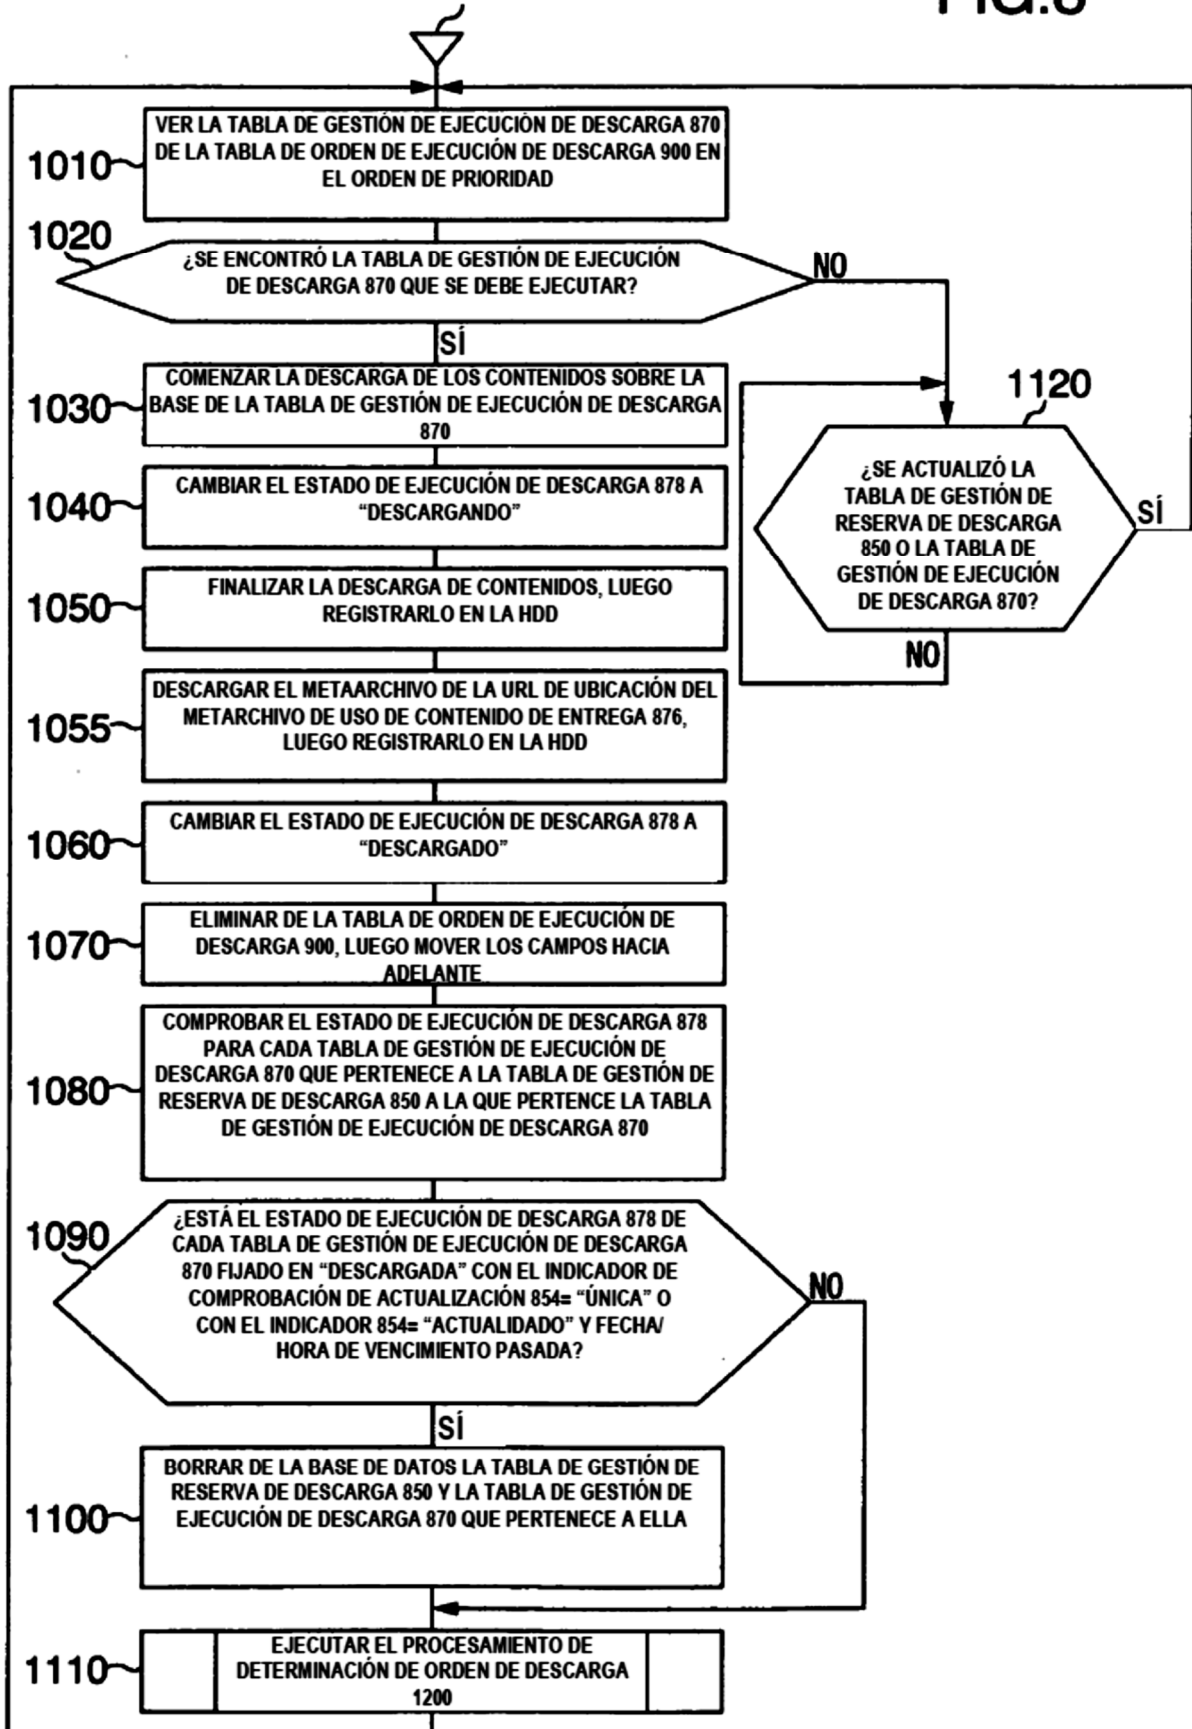 FIG.8
VER LA TABLA DE GESTIÓN DE EJECUCIÓN DE DESCARGA 870
DE LA TABLA DE ORDEN DE EJECUCIÓN DE DESCARGA 900 EN
EL ORDEN DE PRIORIDAD
1010
1020
¿SE ENCONTRÓ LA TABLA DE GESTIÓN DE EJECUCIÓN
DE DESCARGA 870 QUE SE DEBE EJECUTAR?
NO
SÍ
1030
COMENZAR LA DESCARGA DE LOS CONTENIDOS SOBRE LA
BASE DE LA TABLA DE GESTIÓN DE EJECUCIÓN DE DESCARGA
870
1120
¿SE ACTUALIZÓ LA
TABLA DE GESTIÓN DE
RESERVA DE DESCARGA
850 O LA TABLA DE
GESTIÓN DE EJECUCIÓN
DE DESCARGA 870?
SÍ
NO
1040
CAMBIAR EL ESTADO DE EJECUCIÓN DE DESCARGA 878 A
“DESCARGANDO”
1050
FINALIZAR LA DESCARGA DE CONTENIDOS, LUEGO
REGISTRARLO EN LA HDD
1055
DESCARGAR EL METAARCHIVO DE LA URL DE UBICACIÓN DEL
METARCHIVO DE USO DE CONTENIDO DE ENTREGA 876,
LUEGO REGISTRARLO EN LA HDD
1060
CAMBIAR EL ESTADO DE EJECUCIÓN DE DESCARGA 878 A
“DESCARGADO”
1070
ELIMINAR DE LA TABLA DE ORDEN DE EJECUCIÓN DE
DESCARGA 900, LUEGO MOVER LOS CAMPOS HACIA
ADELANTE
1080
COMPROBAR EL ESTADO DE EJECUCIÓN DE DESCARGA 878
PARA CADA TABLA DE GESTIÓN DE EJECUCIÓN DE
DESCARGA 870 QUE PERTENECE A LA TABLA DE GESTIÓN DE
RESERVA DE DESCARGA 850 A LA QUE PERTENCE LA TABLA
DE GESTIÓN DE EJECUCIÓN DE DESCARGA 870
1090
¿ESTÁ EL ESTADO DE EJECUCIÓN DE DESCARGA 878 DE
CADA TABLA DE GESTIÓN DE EJECUCIÓN DE DESCARGA
870 FIJADO EN “DESCARGADA” CON EL INDICADOR DE
COMPROBACIÓN DE ACTUALIZACIÓN 854= “ÚNICA” O
CON EL INDICADOR 854= “ACTUALIDADO” Y FECHA/
HORA DE VENCIMIENTO PASADA?
NO
SÍ
1100
BORRAR DE LA BASE DE DATOS LA TABLA DE GESTIÓN DE
RESERVA DE DESCARGA 850 Y LA TABLA DE GESTIÓN DE
EJECUCIÓN DE DESCARGA 870 QUE PERTENECE A ELLA
1110
EJECUTAR EL PROCESAMIENTO DE
DETERMINACIÓN DE ORDEN DE DESCARGA
1200